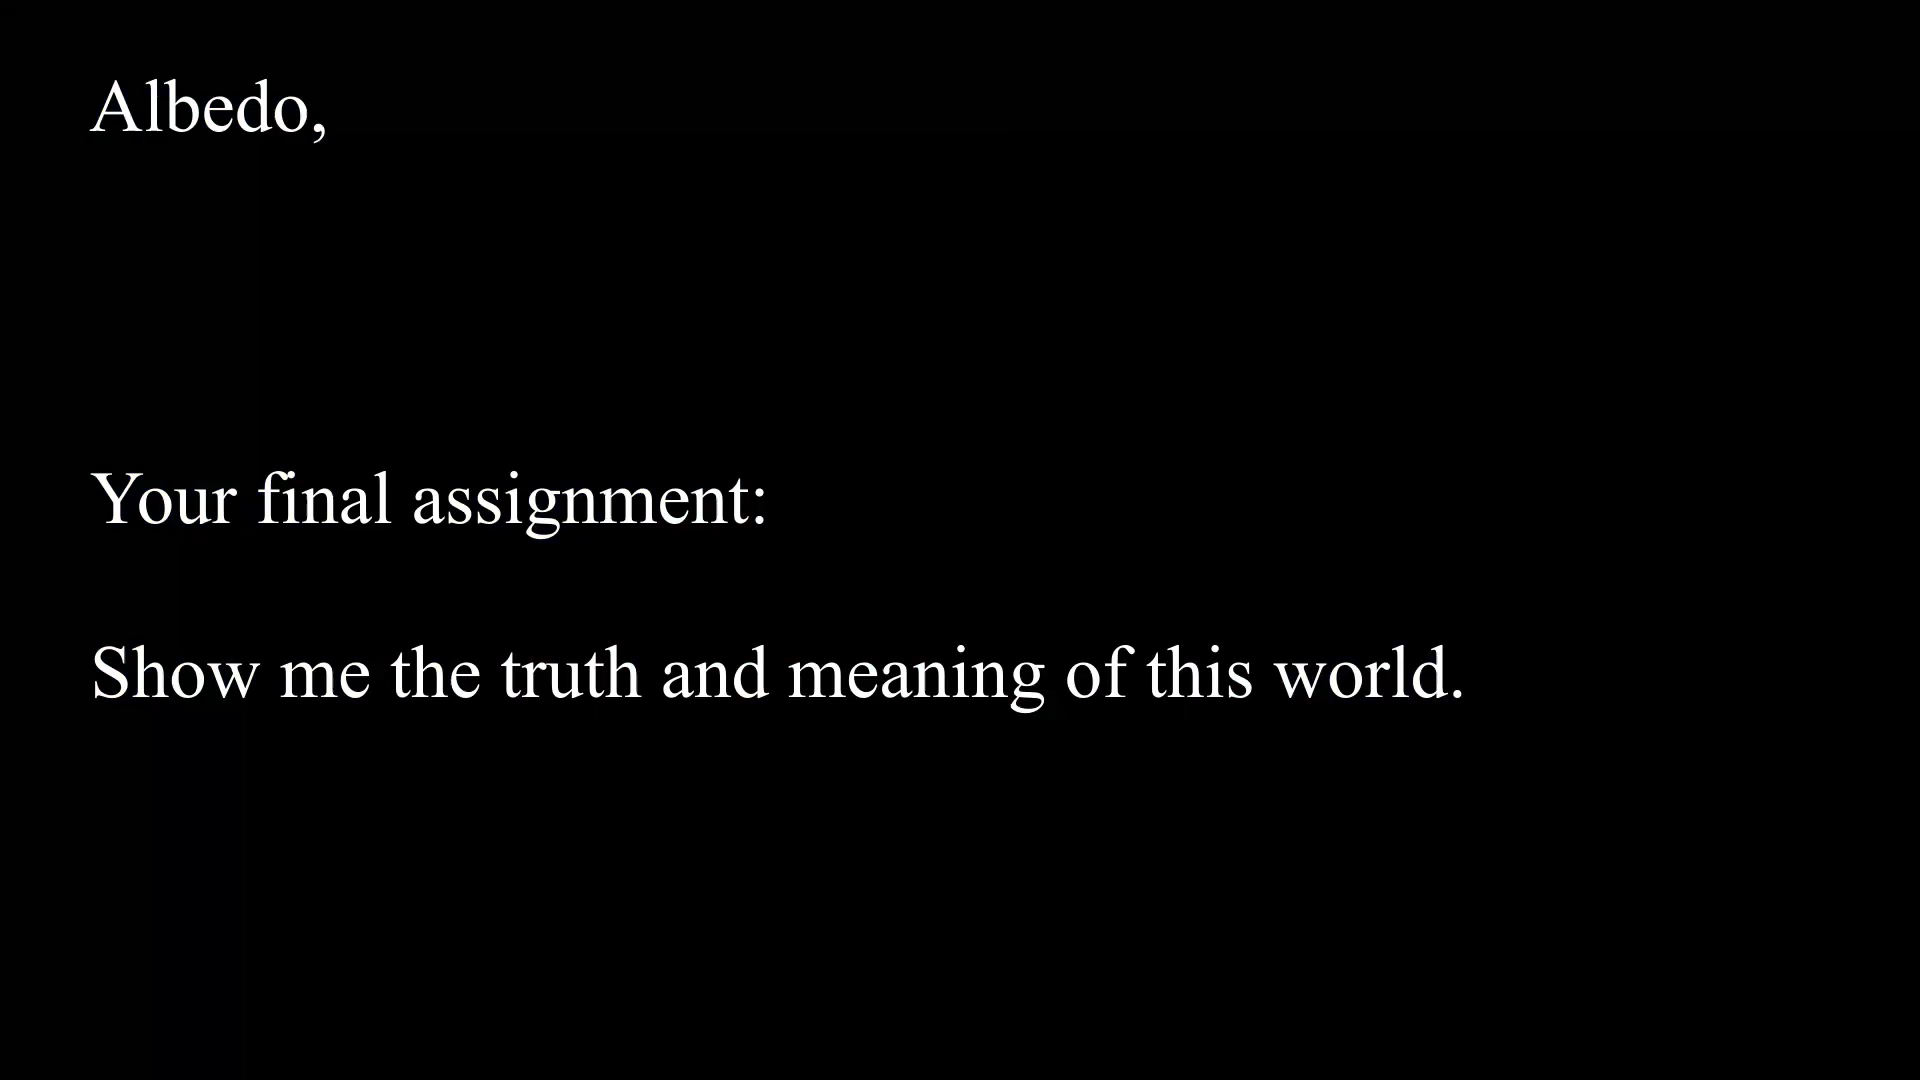 Albedo,
Your final assignment:
Show me the truth and meaning of this world.